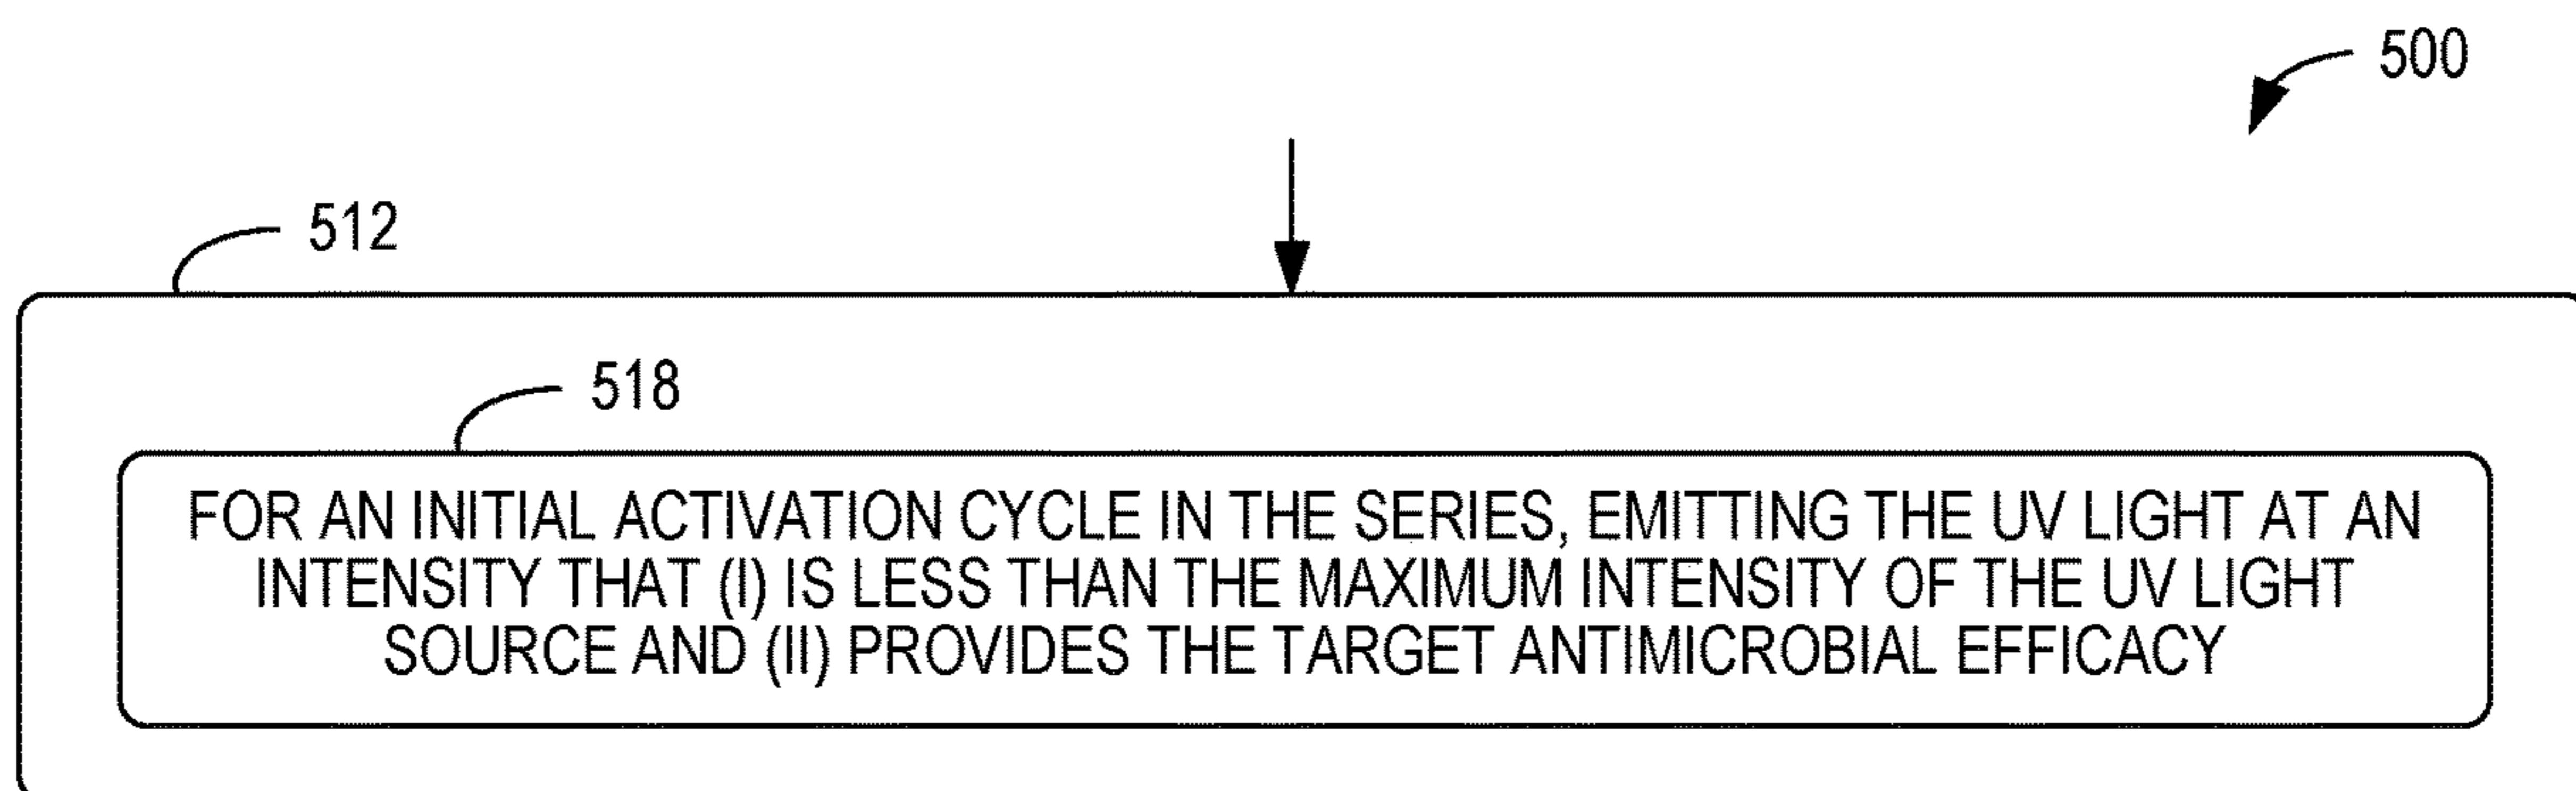 500
512
518
FOR AN INITIAL ACTIVATION CYCLE IN THE SERIES, EMITTING THE UV LIGHT AT AN
INTENSITY THAT (I) IS LESS THAN THE MAXIMUM INTENSITY OF THE UV LIGHT
SOURCE AND (II) PROVIDES THE TARGET ANTIMICROBIAL EFFICACY